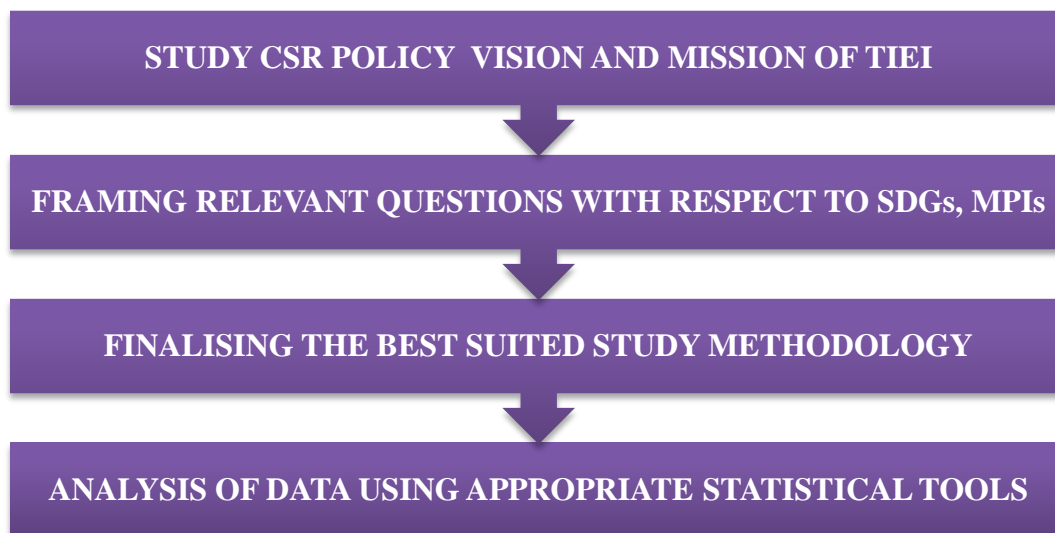 STUDY CSR POLICY VISION AND MISSION OF TIEI
FRAMING RELEVANT QUESTIONS WITH RESPECT TO SDGs, MPIs
FINALISING THE BEST SUITED STUDY METHODOLOGY
ANALYSIS OF DATA USING APPROPRIATE STATISTICAL TOOLS